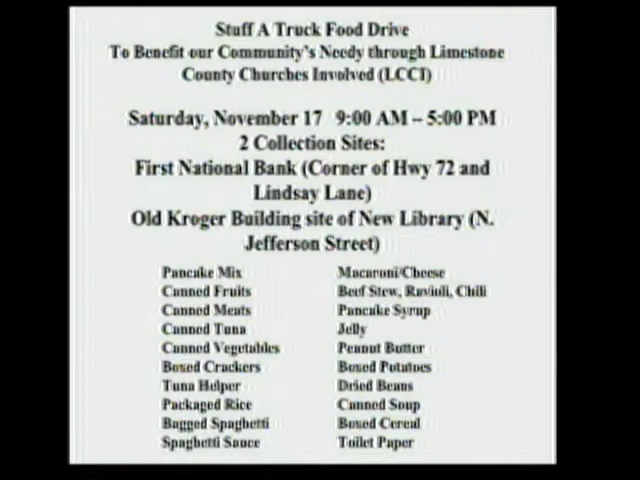 Stuff A Truck Food Drive
To Benefit our Community's Needy through Limestone
County Churches Involved (LCCI)
Saturday, November 17 9:00 AM – 5:00 PM
2 Collection Sites:
First National Bank (Corner of Hwy 72 and
Lindsay Lane)
Old Kroger Building site of New Library (N.
Jefferson Street)
Pancake Mix
Canned Fruits
Canned Meats
Canned Tuna
Canned Vegetables
Boxed Crackers
Tuna Helper
Packaged Rice
Bagged Spaghetti
Spaghetti Sauce
Macaroni/Cheese
Beef Stew, Ravioli, Chili
Pancake Syrup
Jelly
Peanut Butter
Boxed Potatoes
Dried Beans
Canned Soup
Boxed Cereal
Toilet Paper